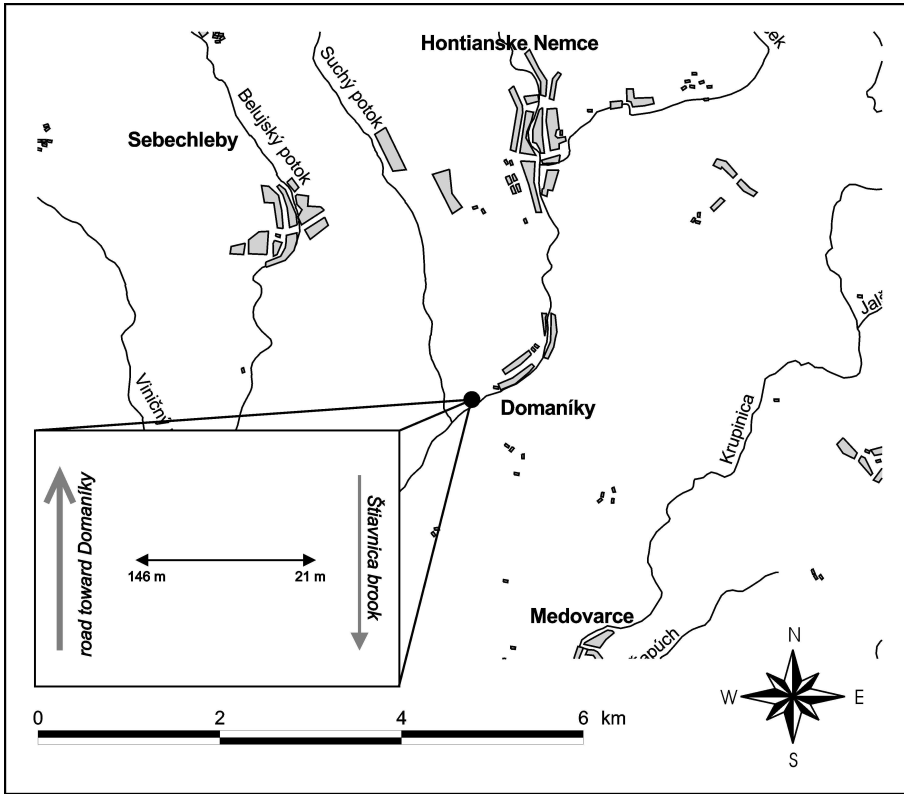 Hontianske Nemce
Suchý potok
Belujský potok
Sebechleby
Viničný
Domaníky
Krupinica
road toward Domaníky
Štiavnica brook
146 m
21 m
Medovarce
N
W
E
S
0
2
4
6 km